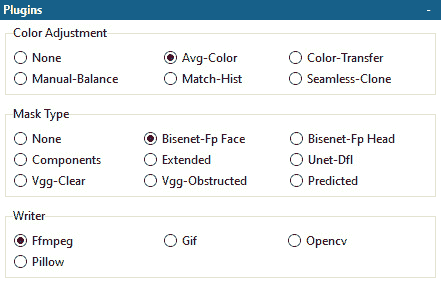 Plugins -
Color Adjustment
None Avg-Color Color-Transfer
Manual-Balance Match-Hist Seamless-Clone
Mask Type
None Bisenet-Fp Face Bisenet-Fp Head
Components Extended Unet-Dfl
Vgg-Clear Vgg-Obstructed Predicted
Writer
Ffmpeg Gif Opencv
Pillow